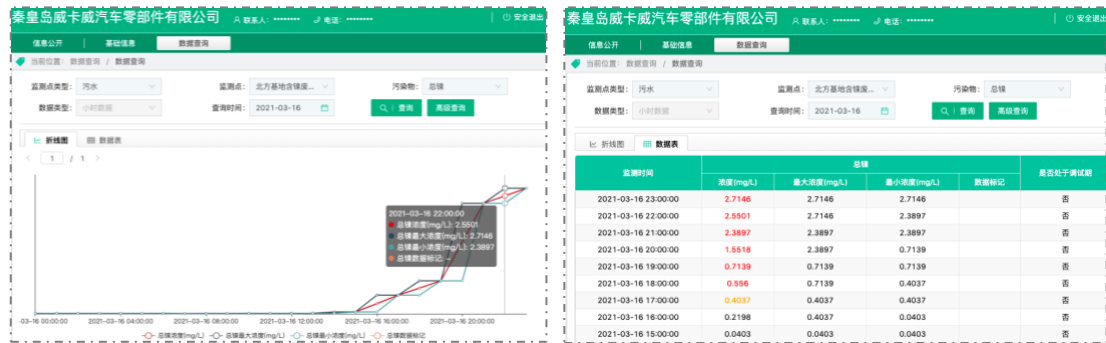 秦皇岛威卡威汽车零部件有限公司 联系人：******** 电话：******** 安全退出
信息公开 基础信息 数据查询
当前位置：数据查询 / 数据查询
监测点类型：污水 监测点：北方基地含镍废... 污染物：总镍
数据类型：小时数据 查询时间：2021-03-16 查询 高级查询
折线图 数据表
1 / 1
2021-03-16 22:00:00
总镍浓度(mg/L): 2.5501
总镍最大浓度(mg/L): 2.7146
总镍最小浓度(mg/L): 2.3897
总镍数据标记: --
-03-16 00:00:00 2021-03-16 04:00:00 2021-03-16 08:00:00 2021-03-16 12:00:00 2021-03-16 16:00:00 2021-03-16 20:00:00
总镍浓度(mg/L) 总镍最大浓度(mg/L) 总镍最小浓度(mg/L) 总镍数据标记
秦皇岛威卡威汽车零部件有限公司 联系人：******** 电话：******** 安全退出
信息公开 基础信息 数据查询
当前位置：数据查询 / 数据查询
监测点类型：污水 监测点：北方基地含镍废... 污染物：总镍
数据类型：小时数据 查询时间：2021-03-16 查询 高级查询
折线图 数据表
监测时间 总镍 是否处于调试期
浓度(mg/L) 最大浓度(mg/L) 最小浓度(mg/L) 数据标记
2021-03-16 23:00:00 2.7146 2.7146 2.7146 否
2021-03-16 22:00:00 2.5501 2.7146 2.3897 否
2021-03-16 21:00:00 2.3897 2.3897 2.3897 否
2021-03-16 20:00:00 1.5518 2.3897 0.7139 否
2021-03-16 19:00:00 0.7139 0.7139 0.7139 否
2021-03-16 18:00:00 0.556 0.7139 0.4037 否
2021-03-16 17:00:00 0.4037 0.4037 0.4037 否
2021-03-16 16:00:00 0.2198 0.4037 0.0403 否
2021-03-16 15:00:00 0.0403 0.0403 0.0403 否